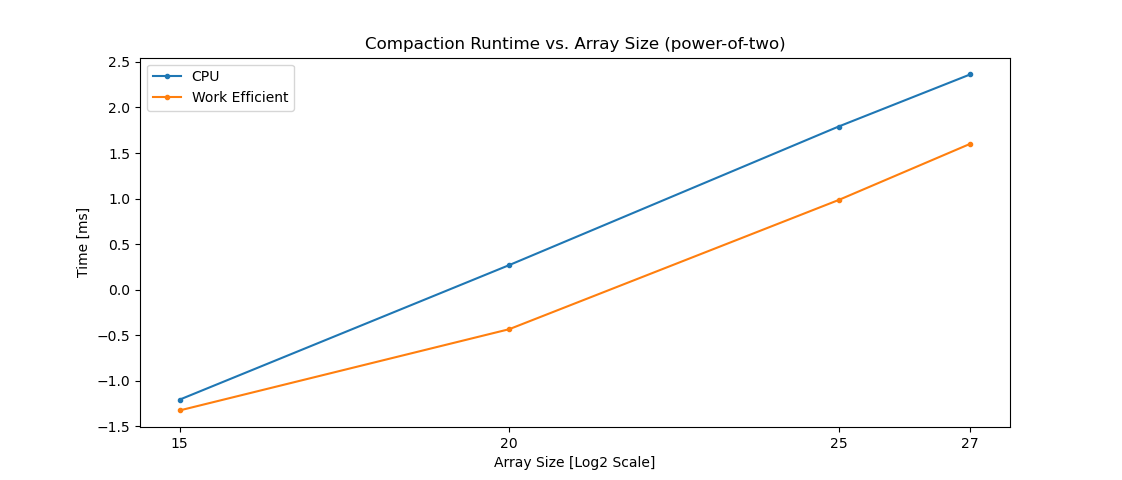 Compaction Runtime vs. Array Size (power-of-two)
CPU
Work Efficient
Time [ms]
2.5
2.0
1.5
1.0
0.5
0.0
−0.5
−1.0
−1.5
15 20 25 27
Array Size [Log2 Scale]